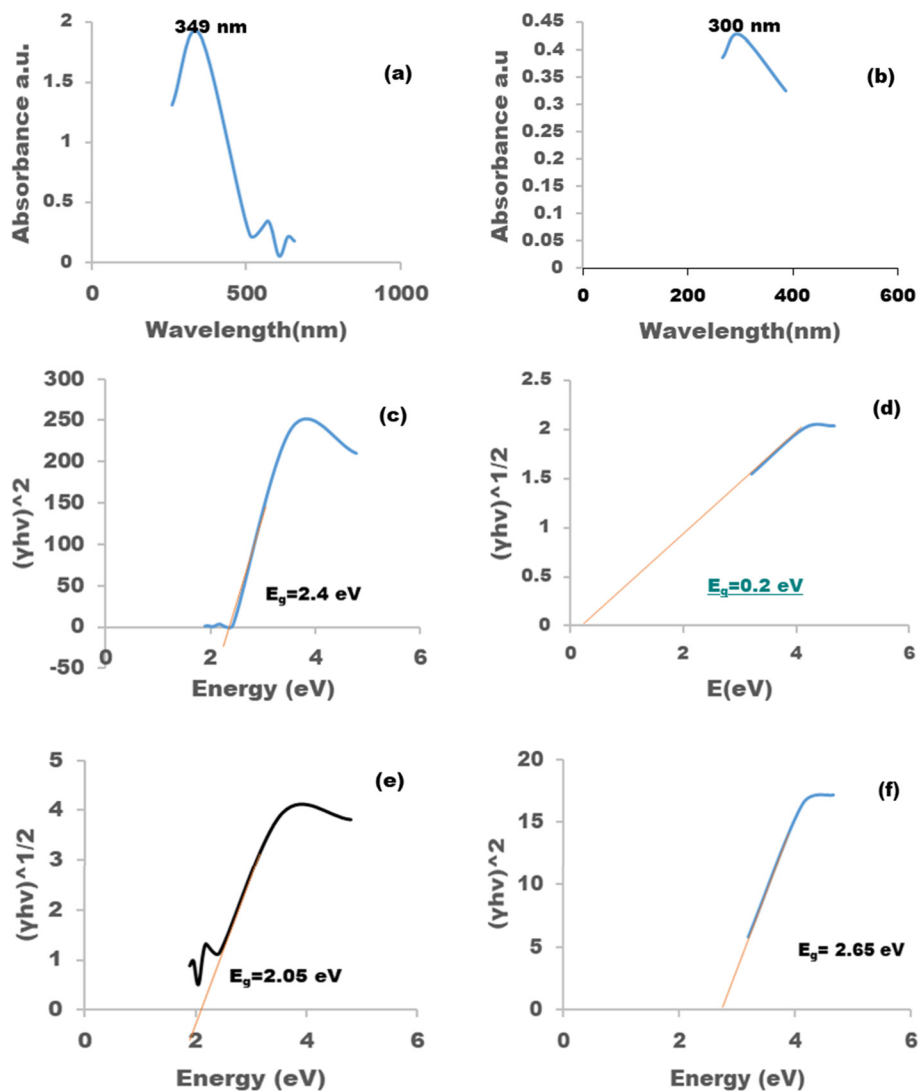 349 nm
2
1.5
1
0.5
0
0
500
1000
Absorbance a.u.
Wavelength(nm)
(a)
300 nm
0.45
0.4
0.35
0.3
0.25
0.2
0.15
0.1
0.05
0
0
200
400
600
Absorbance a.u
Wavelength(nm)
(b)
300
250
200
150
100
50
0
-50
0
2
4
6
(γhv)^2
Energy (eV)
(c)
Eg=2.4 eV
2.5
2
1.5
1
0.5
0
0
2
4
6
(γhv)^1/2
E(eV)
(d)
Eg=0.2 eV
5
4
3
2
1
0
0
2
4
6
(γhv)^1/2
Energy (eV)
(e)
Eg=2.05 eV
20
15
10
5
0
0
2
4
6
(γhv)^2
Energy (eV)
(f)
Eg= 2.65 eV